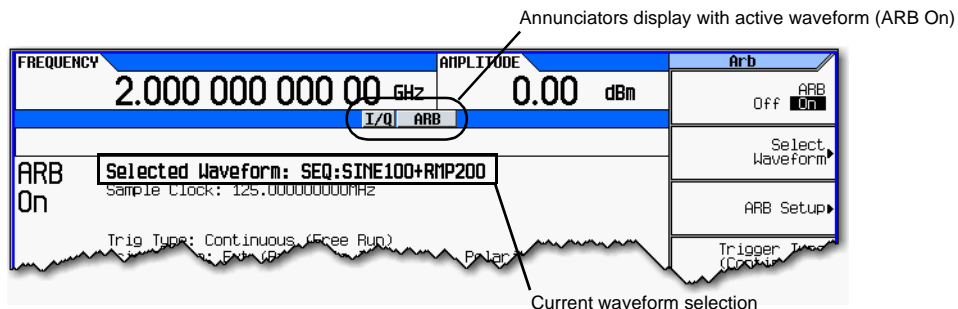 Annunciators display with active waveform (ARB On)
FREQUENCY
AMPLITUDE
2.000 000 000 00 GHz
0.00 dBm
I/Q ARB
ARB
On
Selected Waveform: SEQ:SINE100+RMP200
Sample Clock: 125.000000000MHz
Trig Type: Continuous (Free Run)
Arb
ARB
Off On
Select
Waveform
ARB Setup
Trigger Type
Current waveform selection